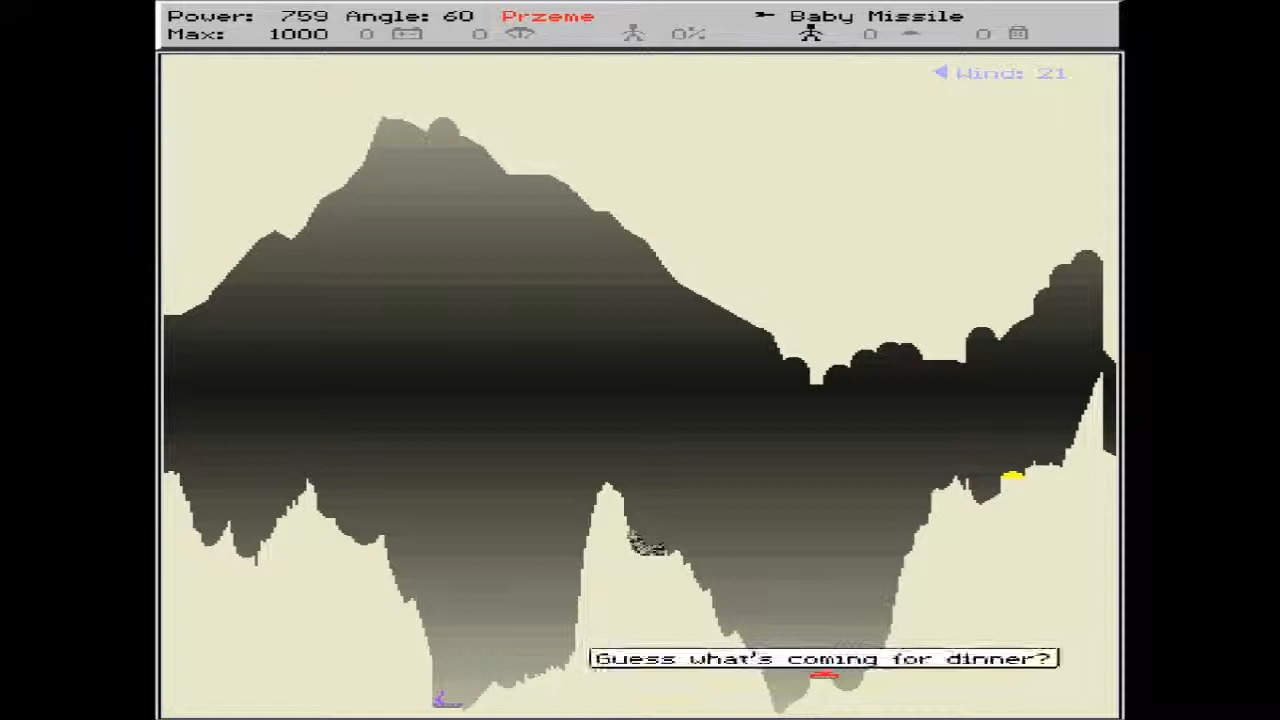 Power: 759 Angle: 60 Przeme Baby Missile
Max: 1000 0 0 0% 0 0
Wind: 21
Guess what's coming for dinner?